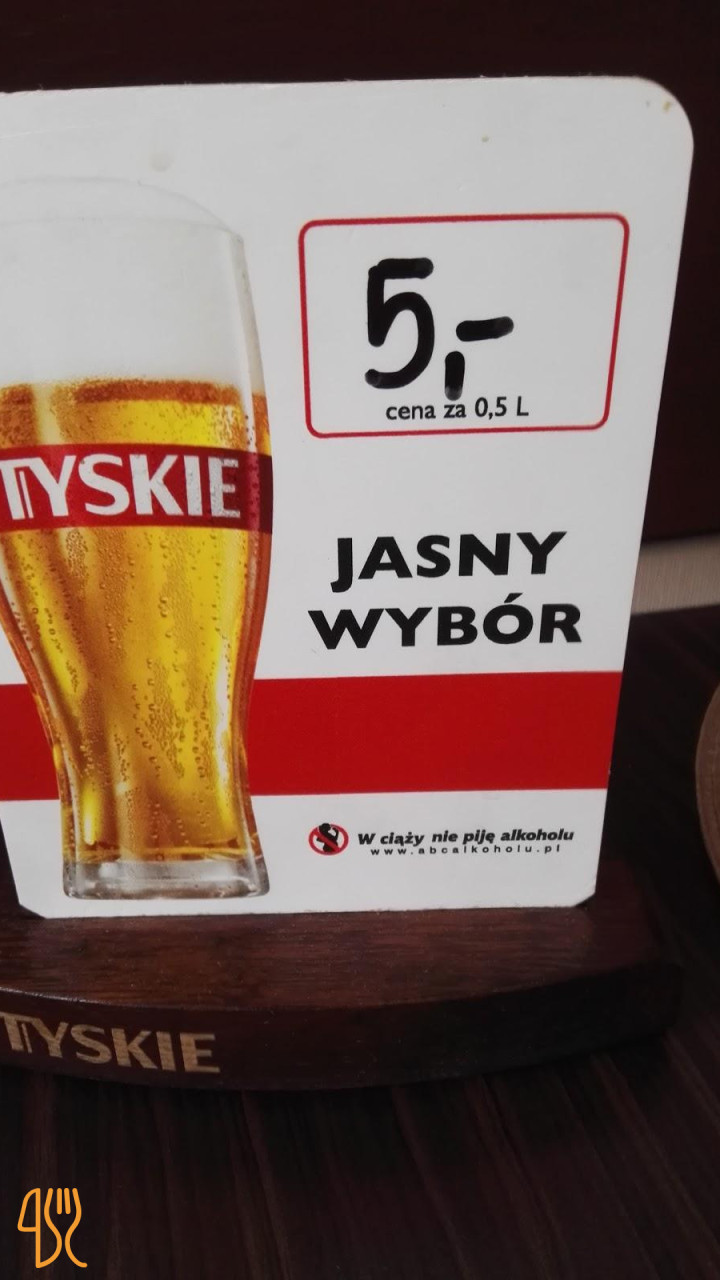 5,-
cena za 0,5 L
TYSKIE
JASNY
WYBÓR
W ciąży nie piję alkoholu
www.abcalkoholu.pl
TYSKIE